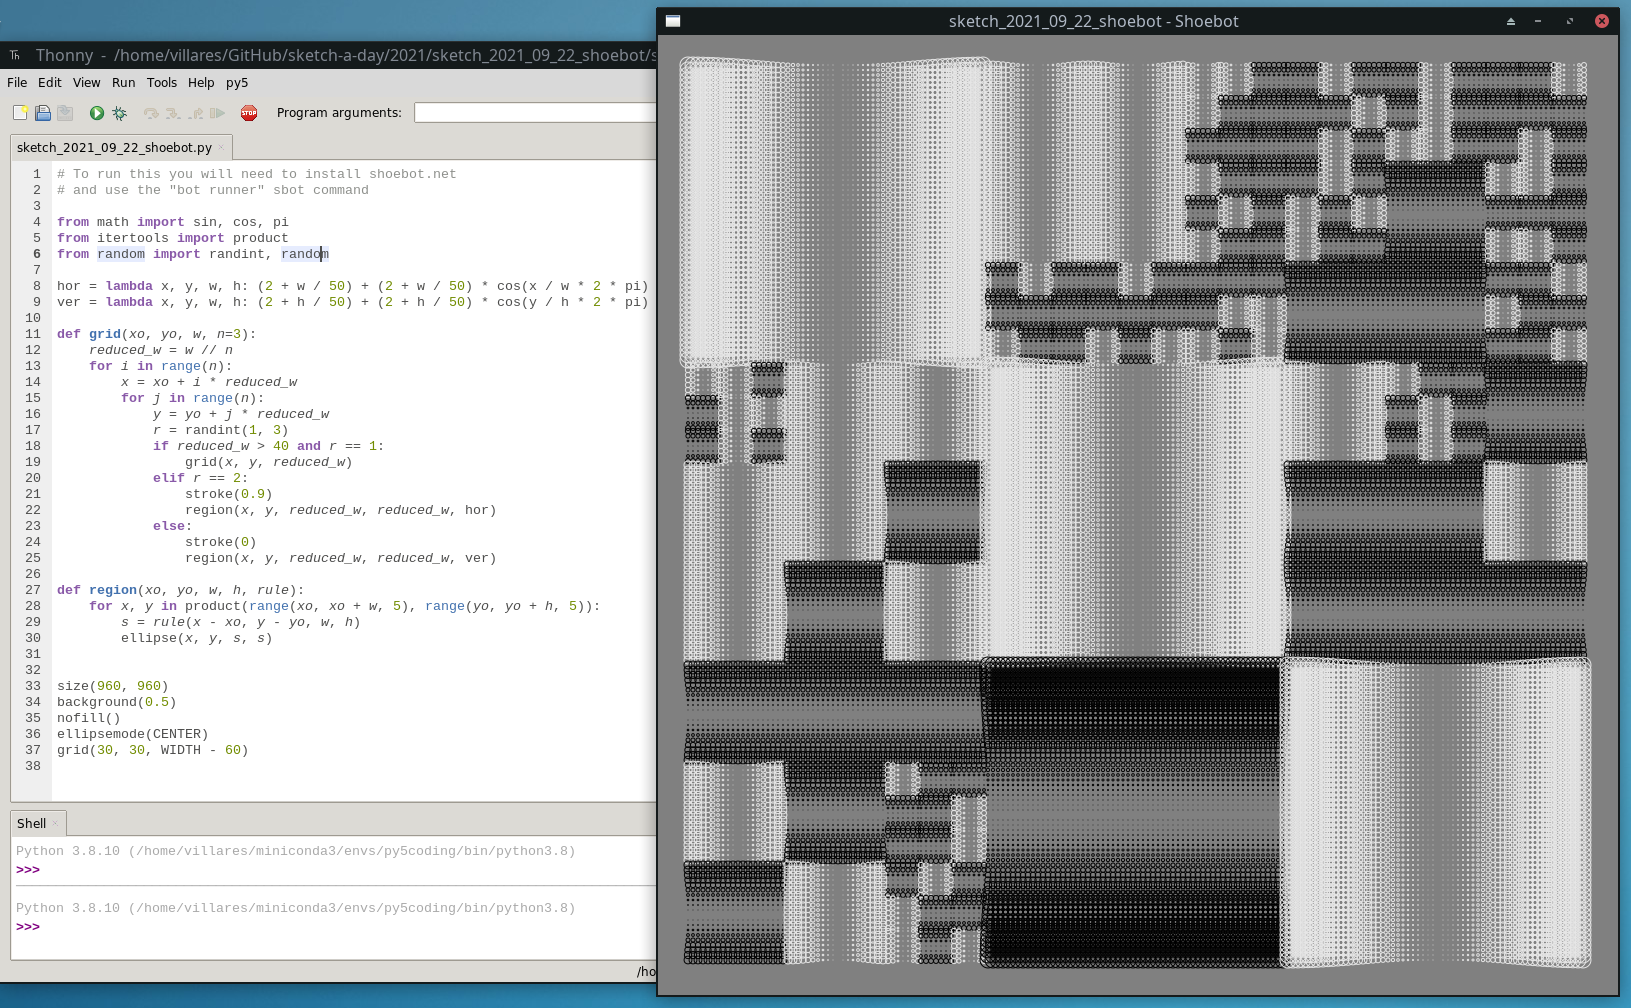 sketch_2021_09_22_shoebot - Shoebot
Thonny - /home/villares/GitHub/sketch-a-day/2021/sketch_2021_09_22_shoebot/s
File Edit View Run Tools Help py5
STOP Program arguments:
sketch_2021_09_22_shoebot.py
1 # To run this you will need to install shoebot.net
2 # and use the "bot runner" sbot command
3
4 from math import sin, cos, pi
5 from itertools import product
6 from random import randint, random
7
8 hor = lambda x, y, w, h: (2 + w / 50) + (2 + w / 50) * cos(x / w * 2 * pi)
9 ver = lambda x, y, w, h: (2 + h / 50) + (2 + h / 50) * cos(y / h * 2 * pi)
10
11 def grid(xo, yo, w, n=3):
12     reduced_w = w // n
13     for i in range(n):
14         x = xo + i * reduced_w
15         for j in range(n):
16             y = yo + j * reduced_w
17             r = randint(1, 3)
18             if reduced_w > 40 and r == 1:
19                 grid(x, y, reduced_w)
20             elif r == 2:
21                 stroke(0.9)
22                 region(x, y, reduced_w, reduced_w, hor)
23             else:
24                 stroke(0)
25                 region(x, y, reduced_w, reduced_w, ver)
26
27 def region(xo, yo, w, h, rule):
28     for x, y in product(range(xo, xo + w, 5), range(yo, yo + h, 5)):
29         s = rule(x - xo, y - yo, w, h)
30         ellipse(x, y, s, s)
31
32
33 size(960, 960)
34 background(0.5)
35 nofill()
36 ellipsemode(CENTER)
37 grid(30, 30, WIDTH - 60)
38
Shell
Python 3.8.10 (/home/villares/miniconda3/envs/py5coding/bin/python3.8)
>>>
Python 3.8.10 (/home/villares/miniconda3/envs/py5coding/bin/python3.8)
>>>
/ho